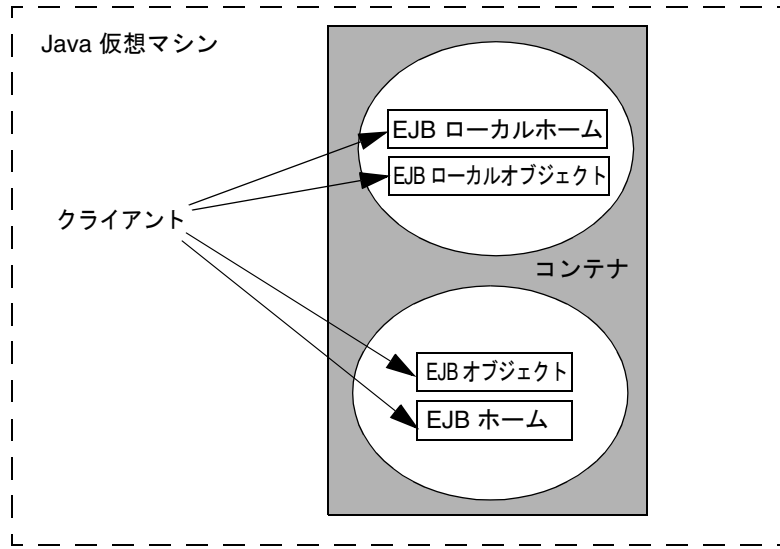 Java 仮想マシン
EJB ローカルホーム
EJB ローカルオブジェクト
クライアント
コンテナ
EJB オブジェクト
EJB ホーム